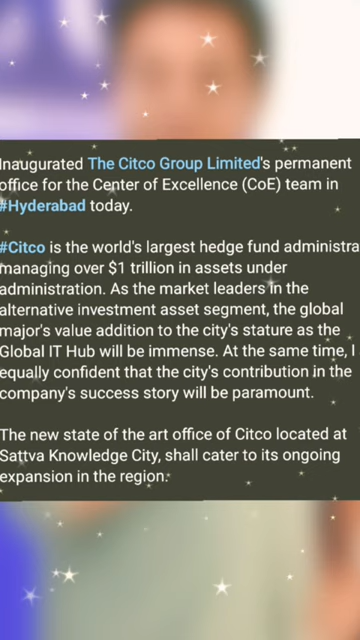 Inaugurated The Citco Group Limited's permanent
office for the Center of Excellence (CoE) team in
#Hyderabad today.
#Citco is the world's largest hedge fund administra
managing over $1 trillion in assets under
administration. As the market leaders in the
alternative investment asset segment, the global
major's value addition to the city's stature as the
Global IT Hub will be immense. At the same time, I
equally confident that the city's contribution in the
company's success story will be paramount.
The new state of the art office of Citco located at
Sattva Knowledge City, shall cater to its ongoing
expansion in the region.